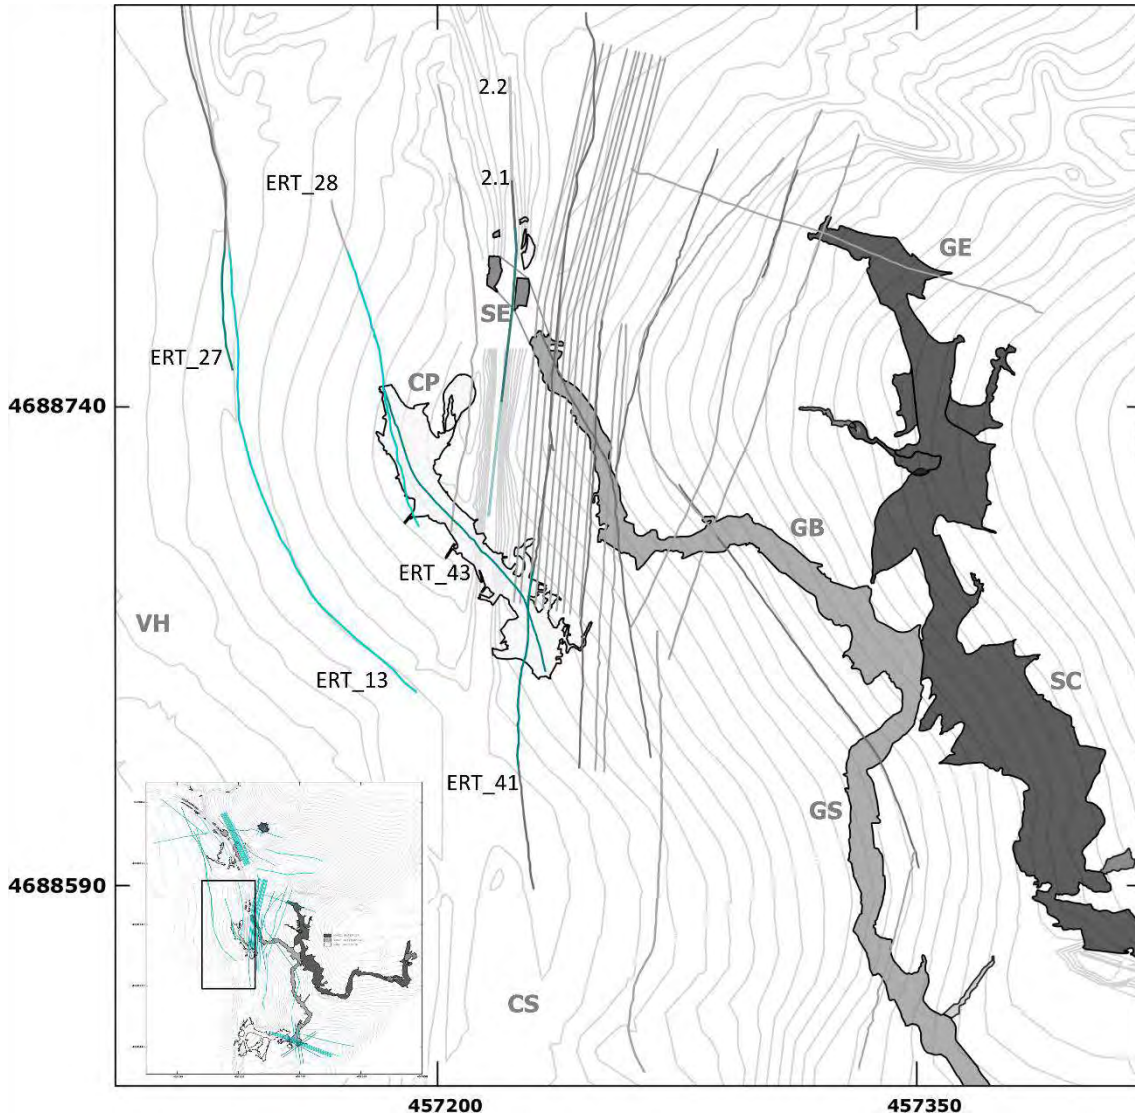 2.2
2.1
ERT_28
GE
SE
ERT_27
CP
4688740
GB
ERT_43
VH
ERT_13
SC
ERT_41
GS
4688590
CS
457200
457350